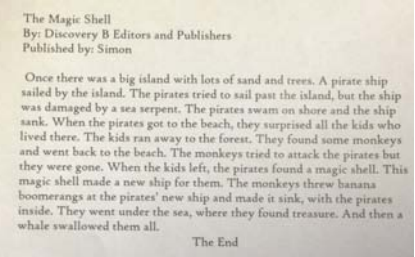 The Magic Shell
By: Discovery B Editors and Publishers
Published by: Simon
Once there was a big island with lots of sand and trees. A pirate ship
sailed by the island. The pirates tried to sail past the island, but the ship
was damaged by a sea serpent. The pirates swam on shore and the ship
sank. When the pirates got to the beach, they surprised all the kids who
lived there. The kids ran away to the forest. They found some monkeys
and went back to the beach. The monkeys tried to attack the pirates but
they were gone. When the kids left, the pirates found a magic shell. This
magic shell made a new ship for them. The monkeys threw banana
boomerangs at the pirates' new ship and made it sink, with the pirates
inside. They went under the sea, where they found treasure. And then a
whale swallowed them all.
The End